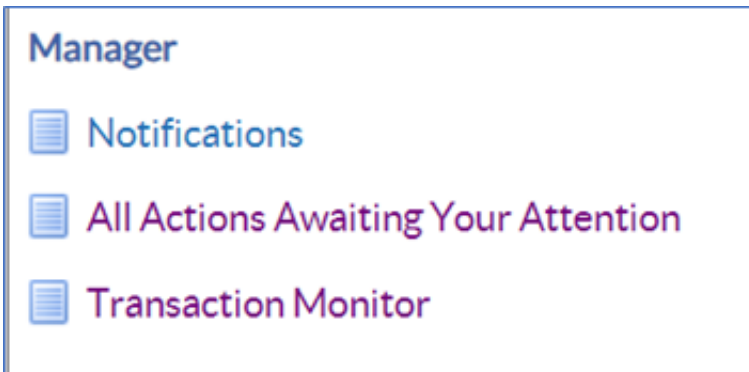 Manager
Notifications
All Actions Awaiting Your Attention
Transaction Monitor